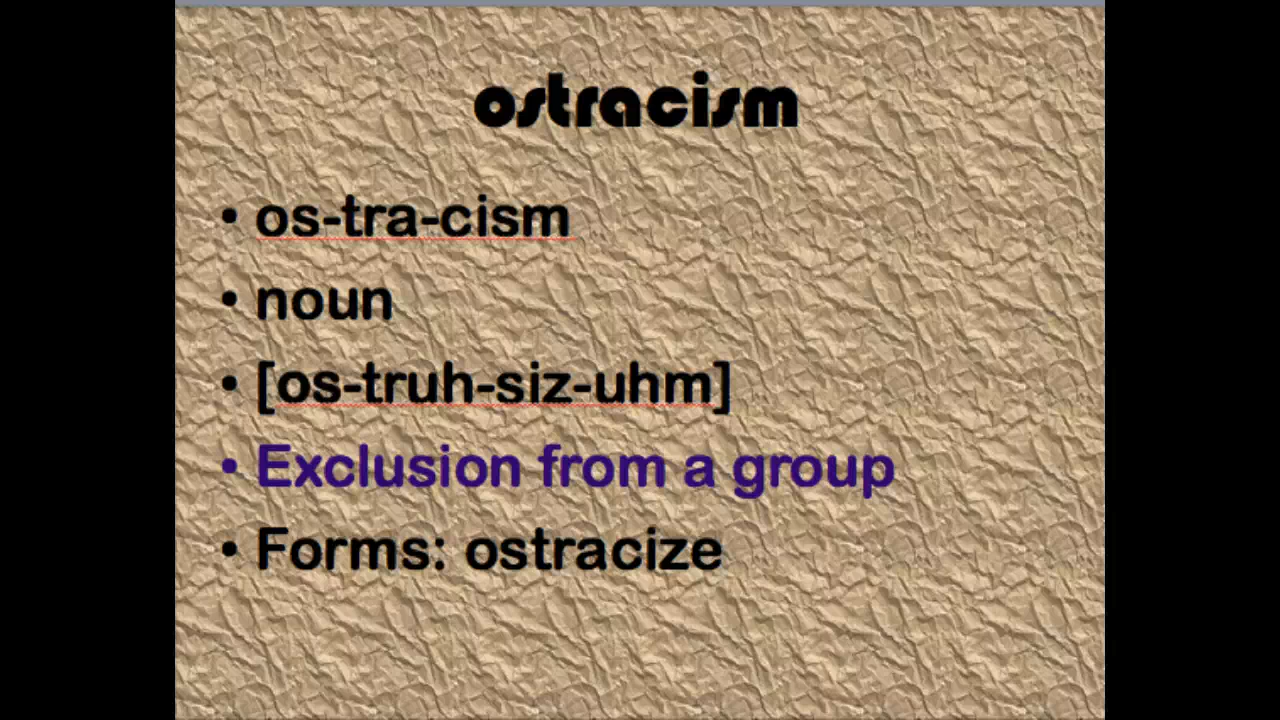 ostracism
• os-tra-cism
• noun
• [os-truh-siz-uhm]
• Exclusion from a group
• Forms: ostracize